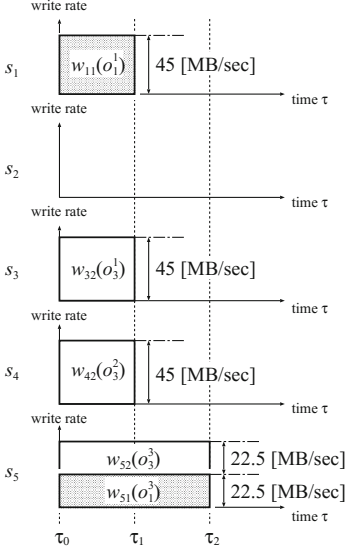 write rate
s₁
w₁₁(o₁¹)
45 [MB/sec]
time τ
write rate
s₂
time τ
write rate
s₃
w₃₂(o₃¹)
45 [MB/sec]
time τ
write rate
s₄
w₄₂(o₃²)
45 [MB/sec]
time τ
write rate
s₅
w₅₂(o₃³)
22.5 [MB/sec]
w₅₁(o₁³)
22.5 [MB/sec]
time τ
τ₀ τ₁ τ₂